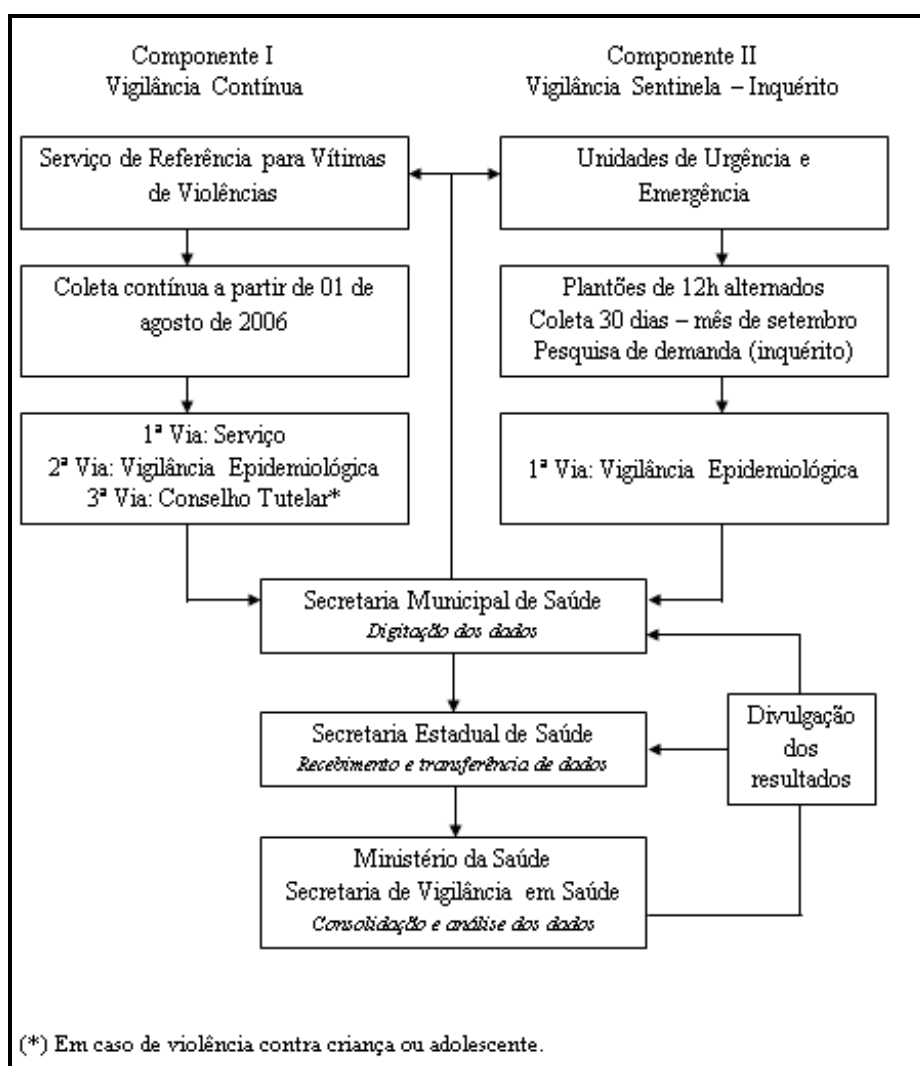 Componente I
Vigilância Contínua
Componente II
Vigilância Sentinela – Inquérito
Serviço de Referência para Vítimas
de Violências
Unidades de Urgência e
Emergência
Coleta contínua a partir de 01 de
agosto de 2006
Plantões de 12h alternados
Coleta 30 dias – mês de setembro
Pesquisa de demanda (inquérito)
1ª Via: Serviço
2ª Via: Vigilância Epidemiológica
3ª Via: Conselho Tutelar*
1ª Via: Vigilância Epidemiológica
Secretaria Municipal de Saúde
Digitação dos dados
Secretaria Estadual de Saúde
Recebimento e transferência de dados
Divulgação
dos
resultados
Ministério da Saúde
Secretaria de Vigilância em Saúde
Consolidação e análise dos dados
(*) Em caso de violência contra criança ou adolescente.